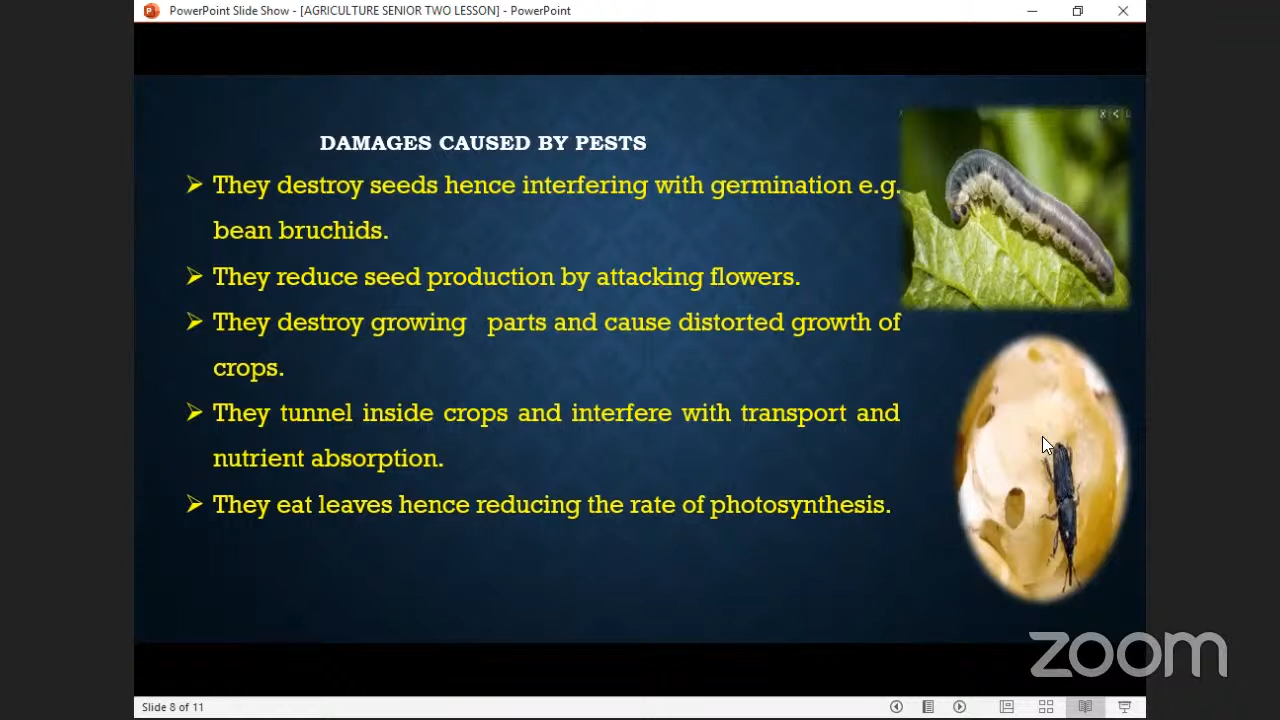 PowerPoint Slide Show - [AGRICULTURE SENIOR TWO LESSON] - PowerPoint
DAMAGES CAUSED BY PESTS
➢ They destroy seeds hence interfering with germination e.g.
bean bruchids.
➢ They reduce seed production by attacking flowers.
➢ They destroy growing parts and cause distorted growth of
crops.
➢ They tunnel inside crops and interfere with transport and
nutrient absorption.
➢ They eat leaves hence reducing the rate of photosynthesis.
zoom
Slide 8 of 11